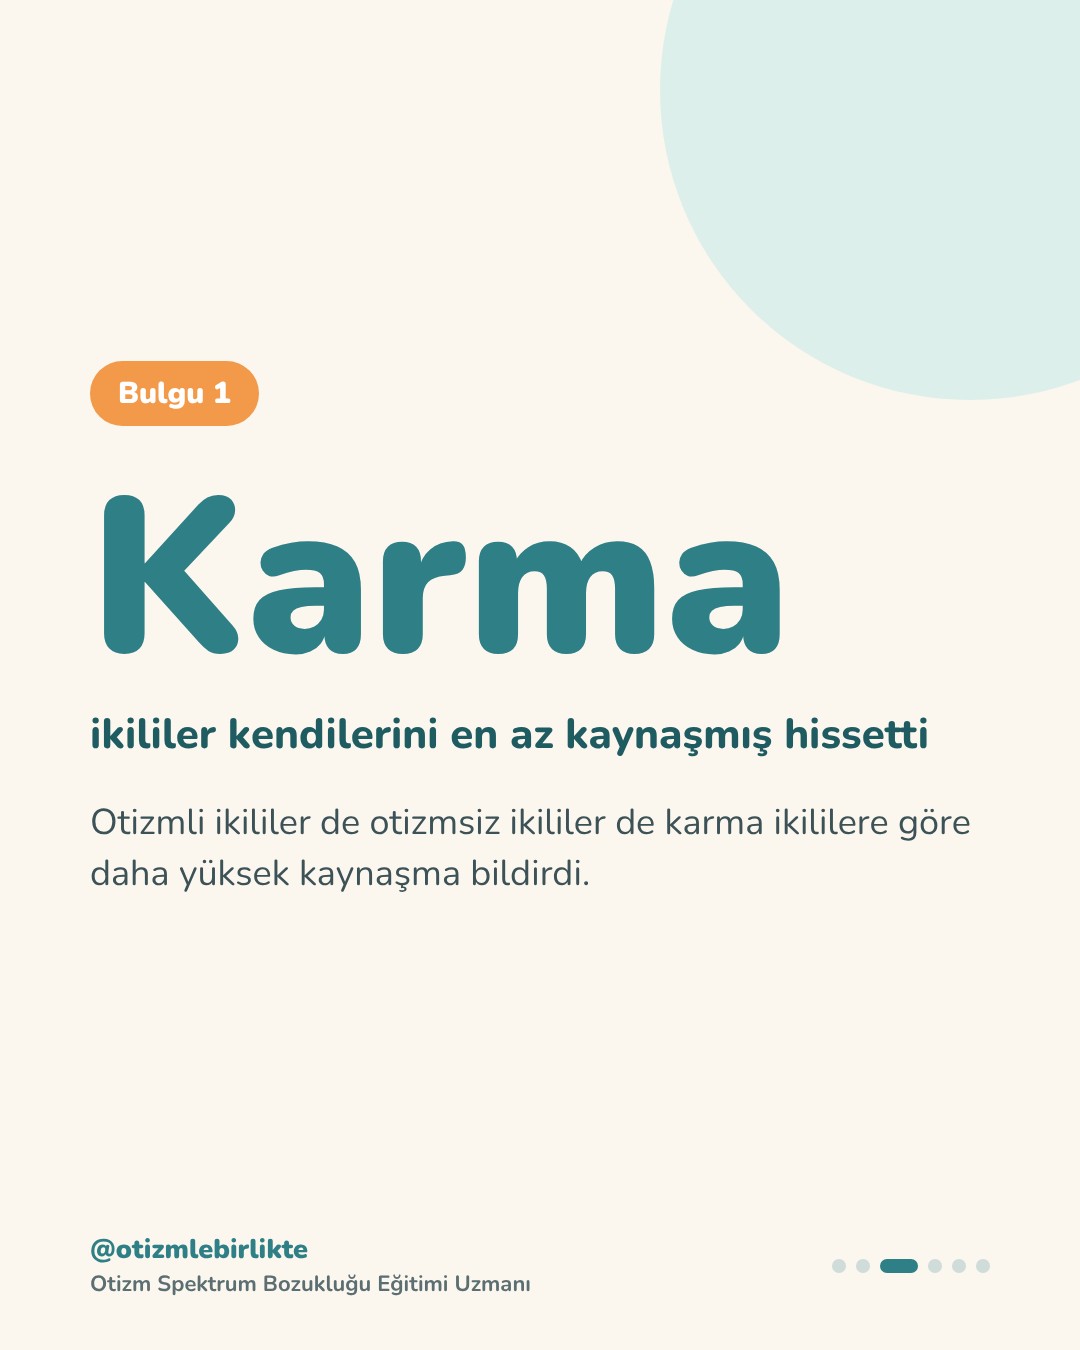 Bulgu 1
Karma
ikililer kendilerini en az kaynaşmış hissetti
Otizmli ikililer de otizmsiz ikililer de karma ikililere göre
daha yüksek kaynaşma bildirdi.
@otizmlebirlikte
Otizm Spektrum Bozukluğu Eğitimi Uzmanı